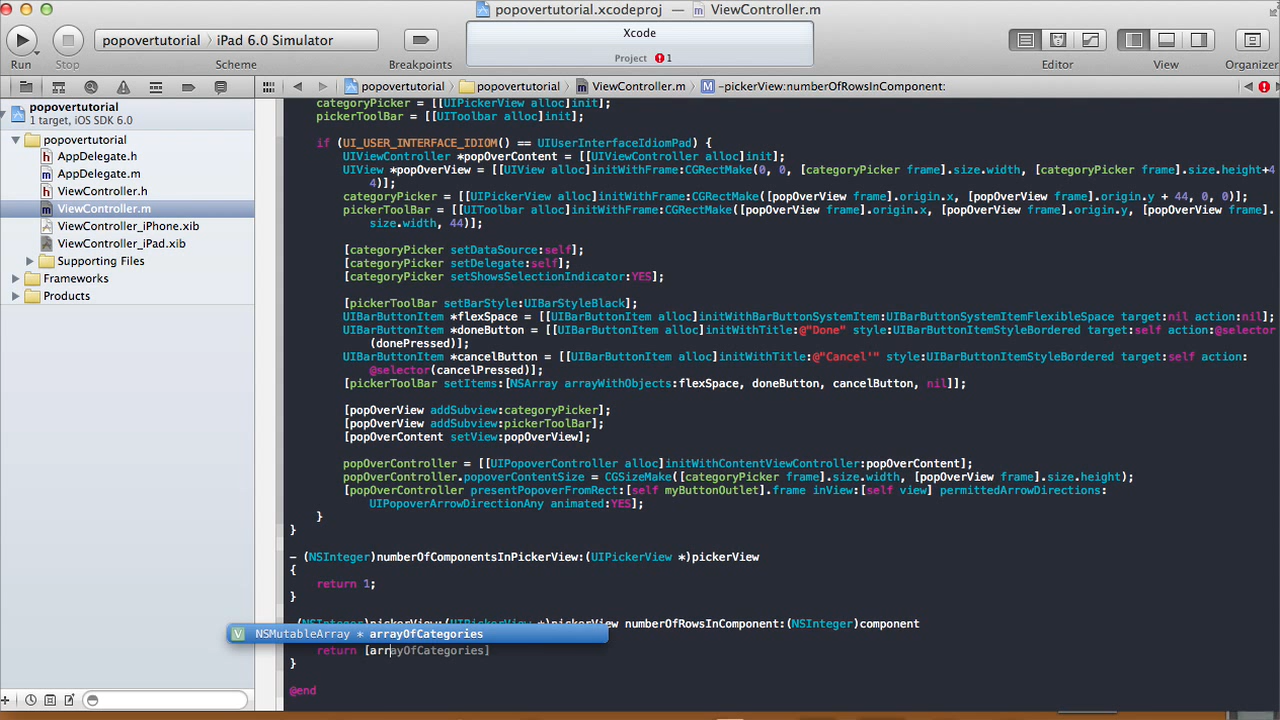 popovertutorial.xcodeproj — ViewController.m
popovertutorial iPad 6.0 Simulator
Xcode
Project 1
Run Stop Scheme Breakpoints Editor View Organizer
popovertutorial popovertutorial ViewController.m M -pickerView:numberOfRowsInComponent:
popovertutorial
1 target, iOS SDK 6.0
popovertutorial
AppDelegate.h
AppDelegate.m
ViewController.h
ViewController.m
ViewController_iPhone.xib
ViewController_iPad.xib
Supporting Files
Frameworks
Products
categoryPicker = [[UIPickerView alloc]init];
pickerToolBar = [[UIToolbar alloc]init];
if (UI_USER_INTERFACE_IDIOM() == UIUserInterfaceIdiomPad) {
UIViewController *popOverContent = [[UIViewController alloc]init];
UIView *popOverView = [[UIView alloc]initWithFrame:CGRectMake(0, 0, [categoryPicker frame].size.width, [categoryPicker frame].size.height+4
4)];
categoryPicker = [[UIPickerView alloc]initWithFrame:CGRectMake([popOverView frame].origin.x, [popOverView frame].origin.y + 44, 0, 0)];
pickerToolBar = [[UIToolbar alloc]initWithFrame:CGRectMake([popOverView frame].origin.x, [popOverView frame].origin.y, [popOverView frame].
size.width, 44)];
[categoryPicker setDataSource:self];
[categoryPicker setDelegate:self];
[categoryPicker setShowsSelectionIndicator:YES];
[pickerToolBar setBarStyle:UIBarStyleBlack];
UIBarButtonItem *flexSpace = [[UIBarButtonItem alloc]initWithBarButtonSystemItem:UIBarButtonSystemItemFlexibleSpace target:nil action:nil];
UIBarButtonItem *doneButton = [[UIBarButtonItem alloc]initWithTitle:@"Done" style:UIBarButtonItemStyleBordered target:self action:@selector
(donePressed)];
UIBarButtonItem *cancelButton = [[UIBarButtonItem alloc]initWithTitle:@"Cancel'" style:UIBarButtonItemStyleBordered target:self action:
@selector(cancelPressed)];
[pickerToolBar setItems:[NSArray arrayWithObjects:flexSpace, doneButton, cancelButton, nil]];
[popOverView addSubview:categoryPicker];
[popOverView addSubview:pickerToolBar];
[popOverContent setView:popOverView];
popOverController = [[UIPopoverController alloc]initWithContentViewController:popOverContent];
popOverController.popoverContentSize = CGSizeMake([categoryPicker frame].size.width, [popOverView frame].size.height);
[popOverController presentPopoverFromRect:[self myButtonOutlet].frame inView:[self view] permittedArrowDirections:
UIPopoverArrowDirectionAny animated:YES];
}
}
- (NSInteger)numberOfComponentsInPickerView:(UIPickerView *)pickerView
{
return 1;
}
(NSInteger)pickerView:(UIPickerView *)pickerView numberOfRowsInComponent:(NSInteger)component
V NSMutableArray * arrayOfCategories
return [arrayOfCategories]
}
@end